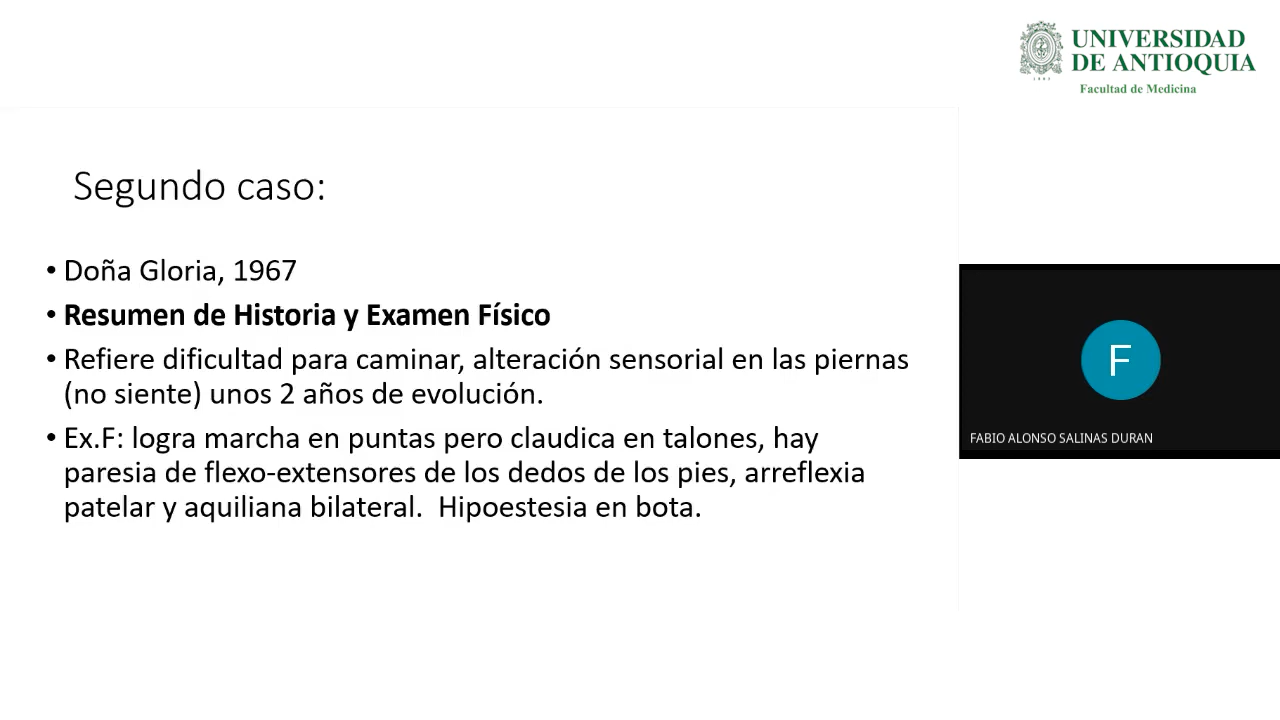 UNIVERSIDAD
DE ANTIOQUIA
Facultad de Medicina
Segundo caso:
• Doña Gloria, 1967
• Resumen de Historia y Examen Físico
• Refiere dificultad para caminar, alteración sensorial en las piernas
(no siente) unos 2 años de evolución.
• Ex.F: logra marcha en puntas pero claudica en talones, hay
paresia de flexo-extensores de los dedos de los pies, arreflexia
patelar y aquiliana bilateral.  Hipoestesia en bota.
F
FABIO ALONSO SALINAS DURAN